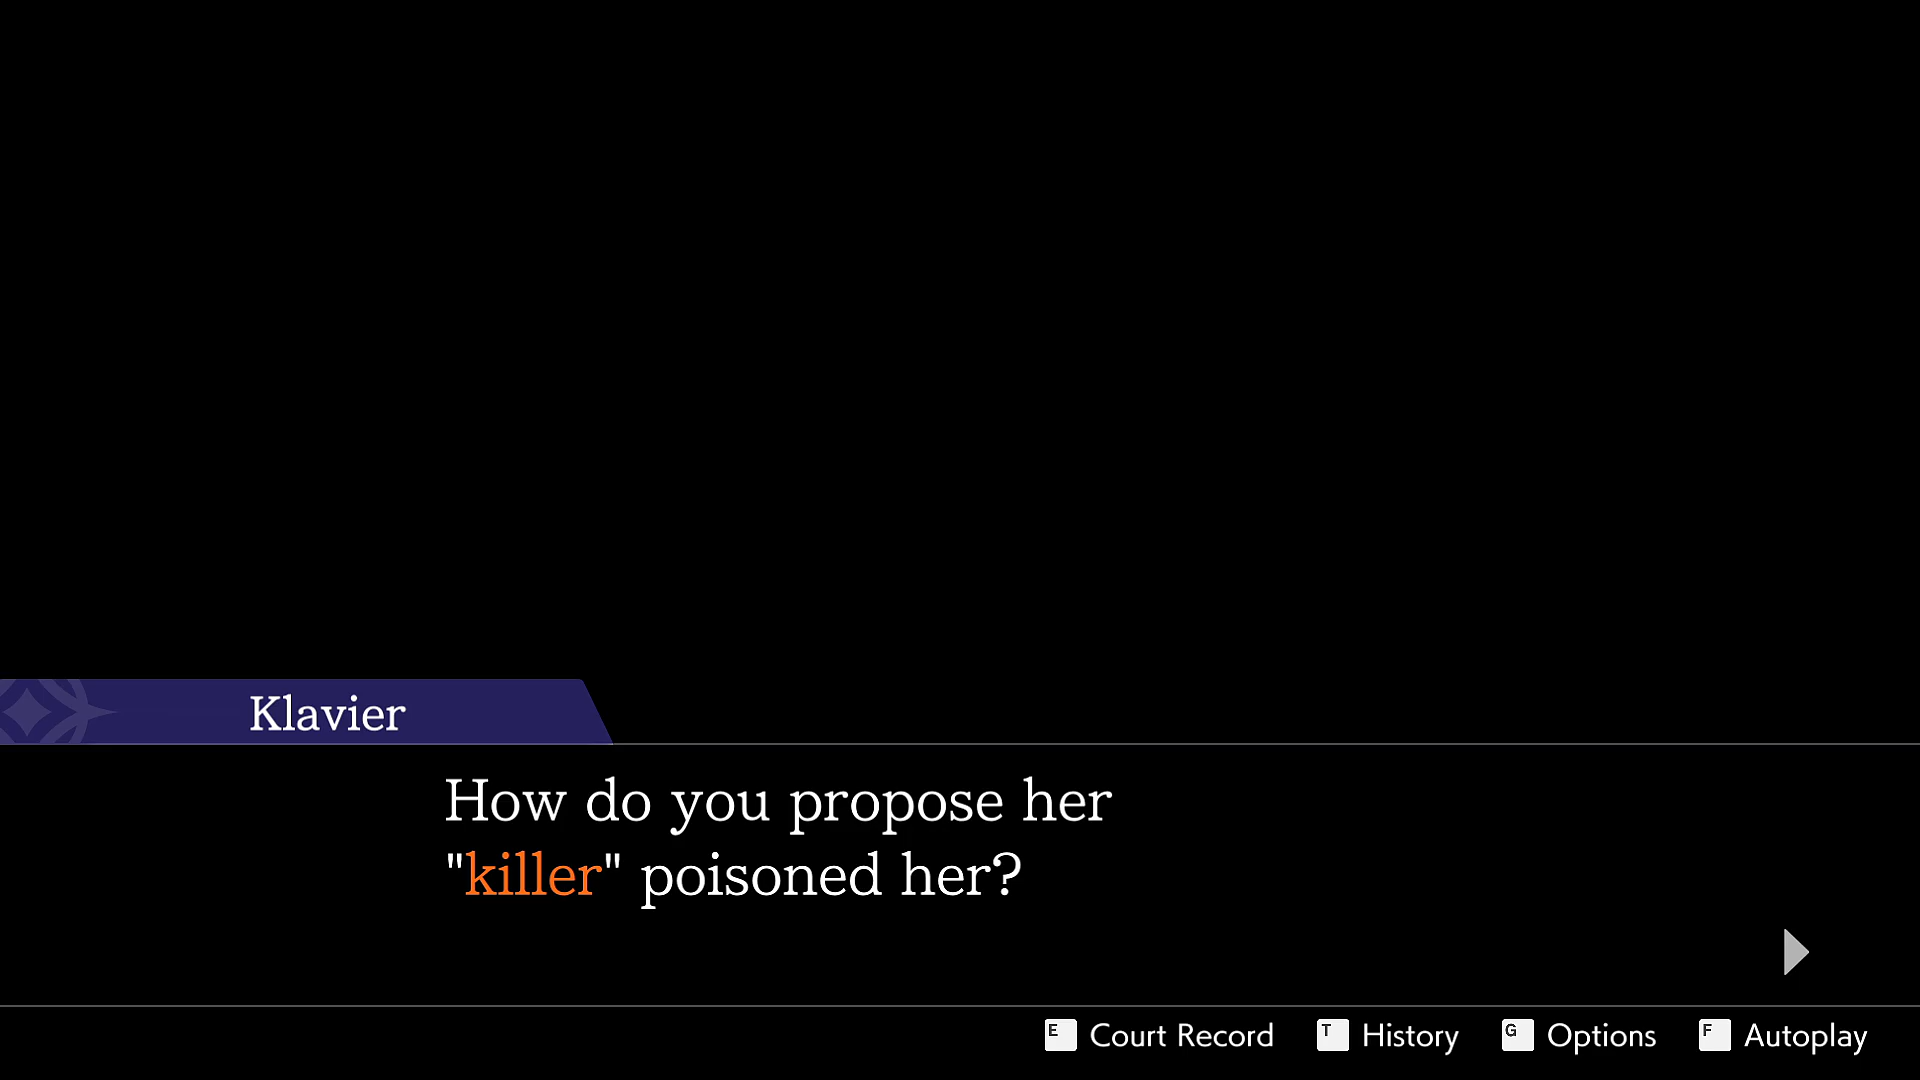 Klavier
How do you propose her
"killer" poisoned her?
E Court Record T History G Options F Autoplay